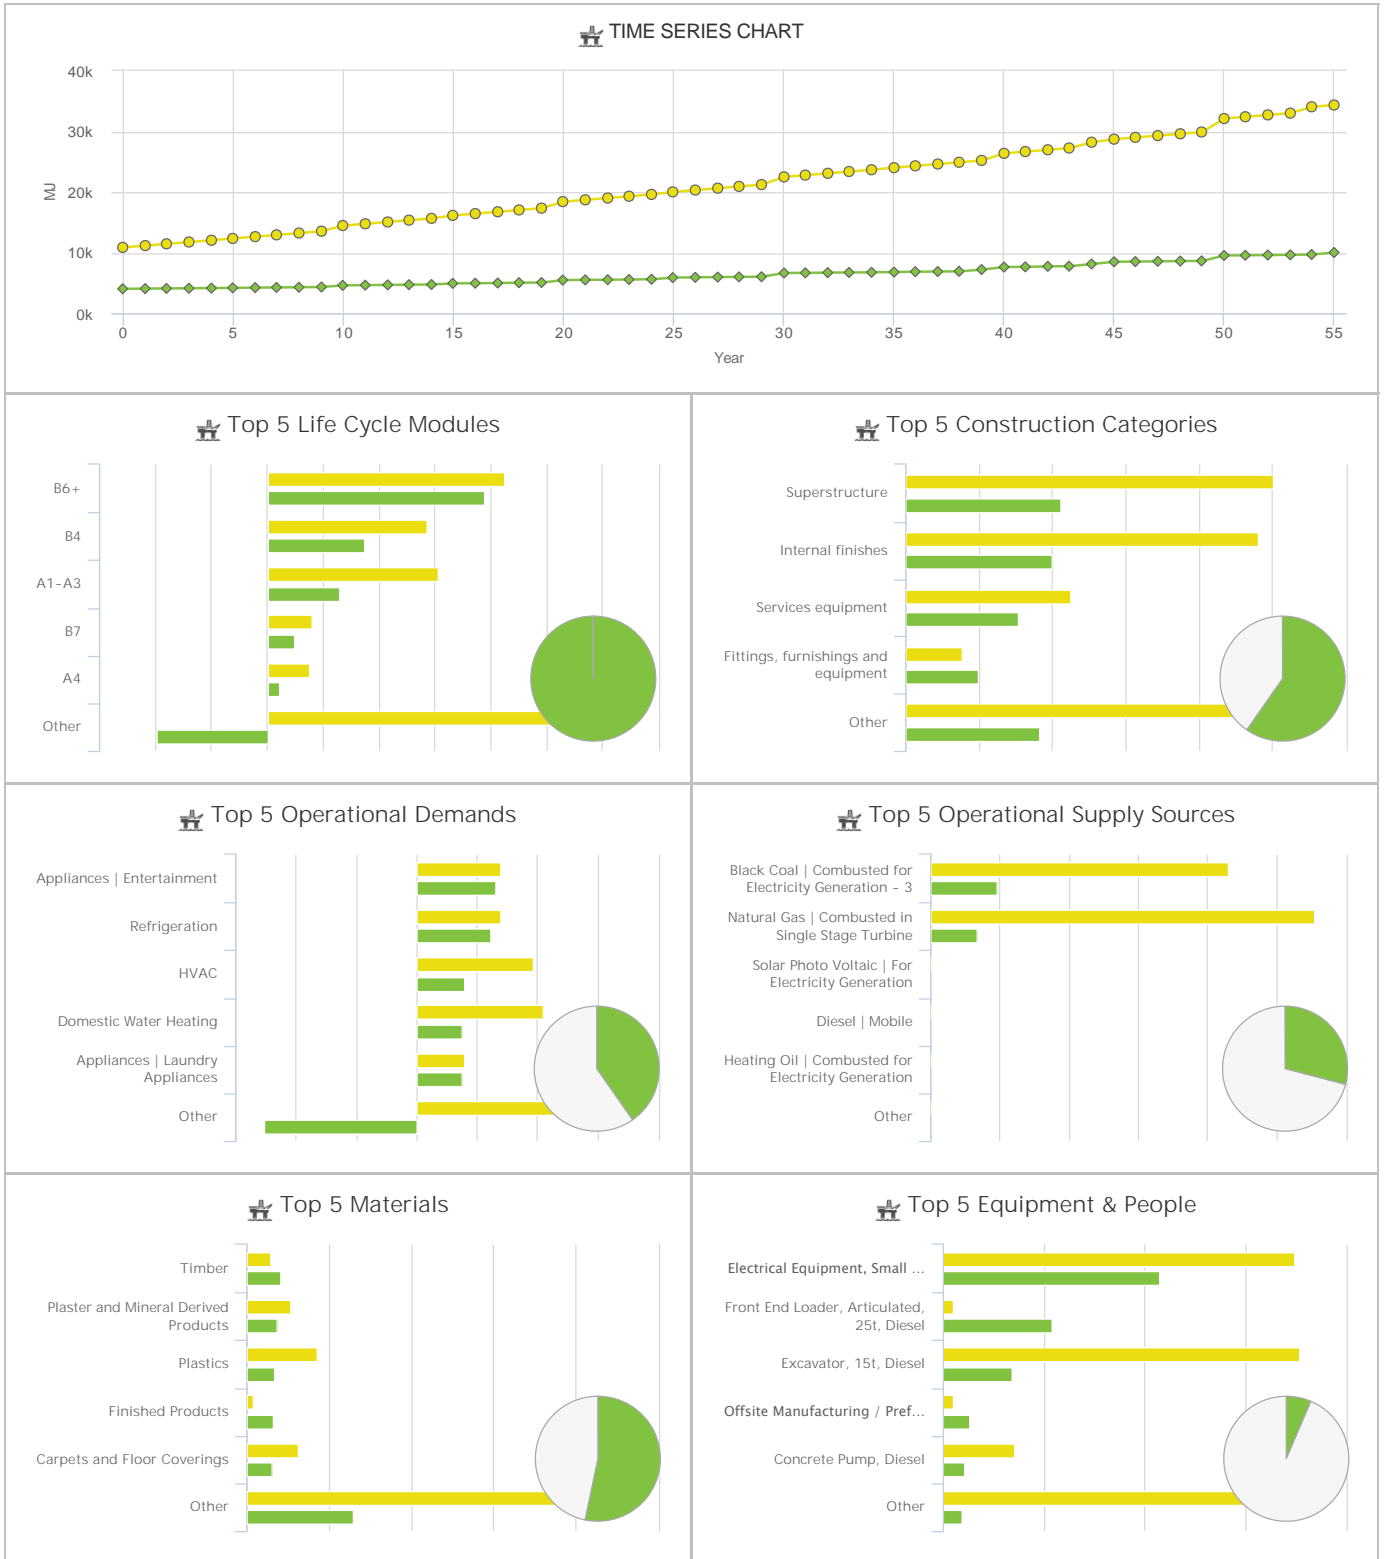 TIME SERIES CHART
40k
30k
20k
10k
0k
MJ
0 5 10 15 20 25 30 35 40 45 50 55
Year
Top 5 Life Cycle Modules
B6+
B4
A1-A3
B7
A4
Other
Top 5 Construction Categories
Superstructure
Internal finishes
Services equipment
Fittings, furnishings and
equipment
Other
Top 5 Operational Demands
Appliances | Entertainment
Refrigeration
HVAC
Domestic Water Heating
Appliances | Laundry
Appliances
Other
Top 5 Operational Supply Sources
Black Coal | Combusted for
Electricity Generation - 3
Natural Gas | Combusted in
Single Stage Turbine
Solar Photo Voltaic | For
Electricity Generation
Diesel | Mobile
Heating Oil | Combusted for
Electricity Generation
Other
Top 5 Materials
Timber
Plaster and Mineral Derived
Products
Plastics
Finished Products
Carpets and Floor Coverings
Other
Top 5 Equipment & People
Electrical Equipment, Small ...
Front End Loader, Articulated,
25t, Diesel
Excavator, 15t, Diesel
Offsite Manufacturing / Pref...
Concrete Pump, Diesel
Other